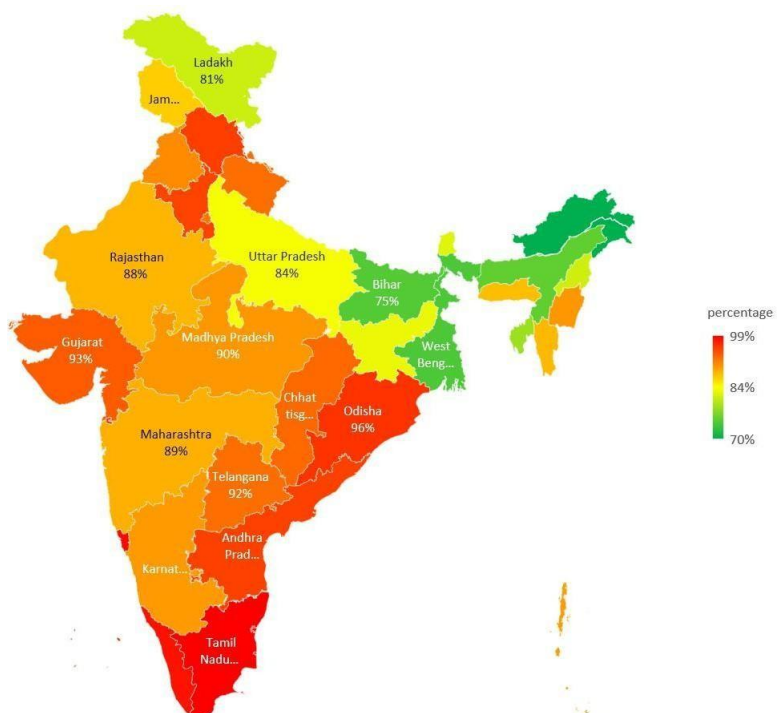 Ladakh
81%
Jam...
Rajasthan
88%
Uttar Pradesh
84%
Bihar
75%
Gujarat
93%
Madhya Pradesh
90%
West
Beng...
Chhat
tisg...
Odisha
96%
Maharashtra
89%
Telangana
92%
Andhra
Prad...
Karnat...
Tamil
Nadu...
percentage
99%
84%
70%